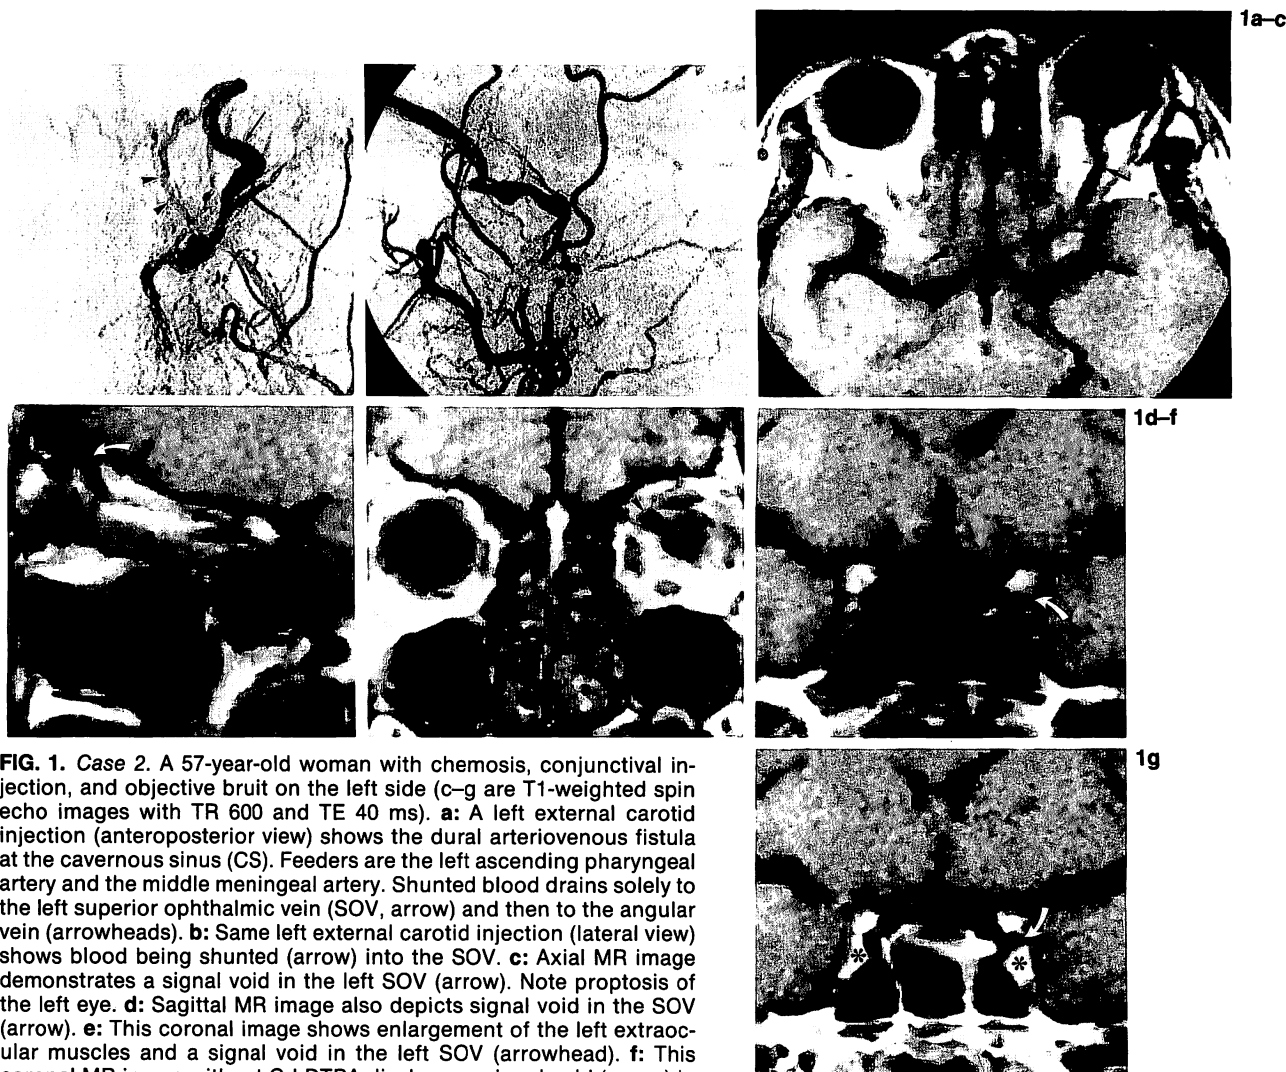 1a–c
1d–f
1g
FIG. 1. Case 2. A 57-year-old woman with chemosis, conjunctival in-
jection, and objective bruit on the left side (c–g are T1-weighted spin
echo images with TR 600 and TE 40 ms). a: A left external carotid
injection (anteroposterior view) shows the dural arteriovenous fistula
at the cavernous sinus (CS). Feeders are the left ascending pharyngeal
artery and the middle meningeal artery. Shunted blood drains solely to
the left superior ophthalmic vein (SOV, arrow) and then to the angular
vein (arrowheads). b: Same left external carotid injection (lateral view)
shows blood being shunted (arrow) into the SOV. c: Axial MR image
demonstrates a signal void in the left SOV (arrow). Note proptosis of
the left eye. d: Sagittal MR image also depicts signal void in the SOV
(arrow). e: This coronal image shows enlargement of the left extraoc-
ular muscles and a signal void in the left SOV (arrowhead). f: This